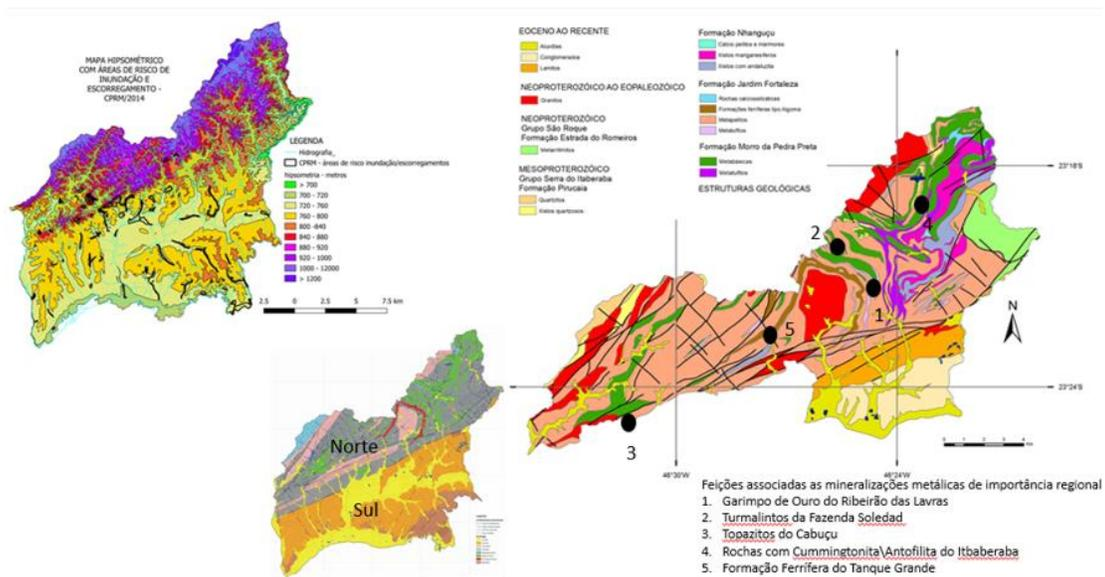 MAPA HIPSOMÉTRICO
COM ÁREAS DE RISCO DE
INUNDAÇÃO E
ESCORREGAMENTO -
CPRM/2014
LEGENDA
Hidrografia_
CPRM - áreas de risco inundação/escorregamentos
hipsometria - metros
> 700
700 - 720
720 - 760
760 - 800
800 -840
840 - 880
880 - 920
920 - 1000
1000 - 12000
> 1200
2.5 0 2.5 5 7.5 km
Norte
Sul
EOCENO AO RECENTE
Aluviões
Conglomerados
Lamitos
NEOPROTEROZÓICO AO EOPALEOZÓICO
Granitos
NEOPROTEROZÓICO
Grupo São Roque
Formação Estrada do Romeiros
Metarritmitos
MESOPROTEROZÓICO
Grupo Serra do Itaberaba
Formação Pirucaia
Quartzitos
Xistos quartzosos
Formação Nhanguçu
Calcio pelitos e mármores
Xistos manganesíferos
Xistos com andaluzita
Formação Jardim Fortaleza
Rochas calciossilicáticas
Formações ferríferas tipo Algoma
Metapelitos
Metatufitos
Formação Morro da Pedra Preta
Metabásicas
Metatufitos
ESTRUTURAS GEOLÓGICAS
23°18'S
2
4
1
N
5
23°24'S
3
46°30'W
46°24'W
Feições associadas as mineralizações metálicas de importância regional
1. Garimpo de Ouro do Ribeirão das Lavras
2. Turmalintos da Fazenda Soledad
3. Topazitos do Cabuçu
4. Rochas com Cummingtonita\Antofilita do Itbaberaba
5. Formação Ferrífera do Tanque Grande